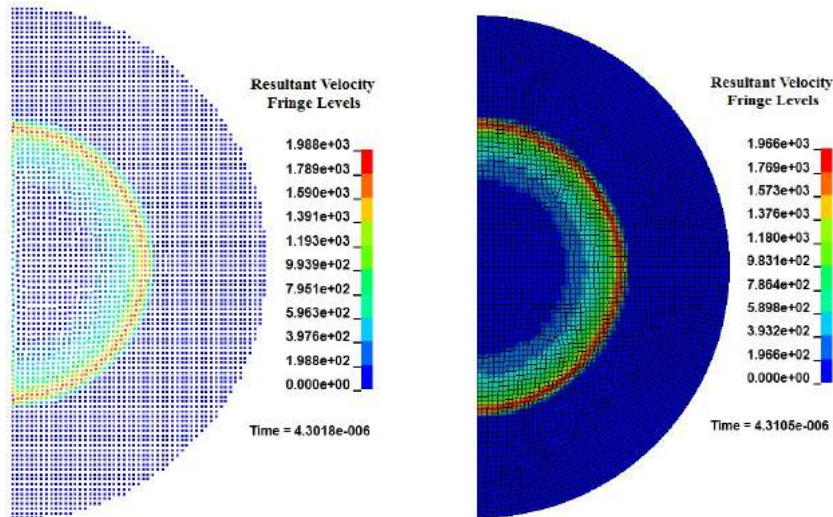 Resultant Velocity
Fringe Levels
1.988e+03
1.789e+03
1.690e+03
1.391e+03
1.193e+03
9.939e+02
7.951e+02
5.963e+02
3.976e+02
1.988e+02
0.000e+00
Time = 4.3018e-006
Resultant Velocity
Fringe Levels
1.966e+03
1.769e+03
1.573e+03
1.376e+03
1.180e+03
9.831e+02
7.864e+02
5.898e+02
3.932e+02
1.966e+02
0.000e+00
Time = 4.3105e-006